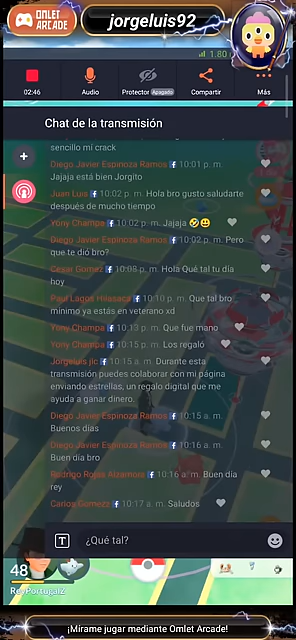 OMLET
ARCADE
jorgeluis92
1.80
02:46
Audio
Protector Apagado
Compartir
Más
Chat de la transmisión
sencillo mi crack
Diego Javier Espinoza Ramos 10:01 p. m.
Jajaja está bien Jorgito
Juan Luis 10:02 p. m. Hola bro gusto saludarte
después de mucho tiempo
Yony Champa 10:02 p. m. Jajaja 🤣😃
Diego Javier Espinoza Ramos 10:02 p. m. Pero
que te dió bro?
Cesar Gomez 10:08 p. m. Hola Qué tal tu día
hoy
Paul Lagos Huasaca 10:10 p. m. Que tal bro
mínimo ya estás en veterano xd
Yony Champa 10:13 p. m. Que fue mano
Yony Champa 10:15 p. m. Los regaló
Jorgeluis jlc 10:15 a. m. Durante esta
transmisión puedes colaborar con mi página
enviando estrellas, un regalo digital que me
ayuda a ganar dinero.
Diego Javier Espinoza Ramos 10:15 a. m.
Buenos días
Diego Javier Espinoza Ramos 10:16 a. m.
Buen día bro
Rodrigo Rojas Alzamora 10:16 a. m. Buen día
rey
Carlos Gomezz 10:17 a. m. Saludos
¿Qué tal?
48
ReyPortugalZ
¡Mírame jugar mediante Omlet Arcade!